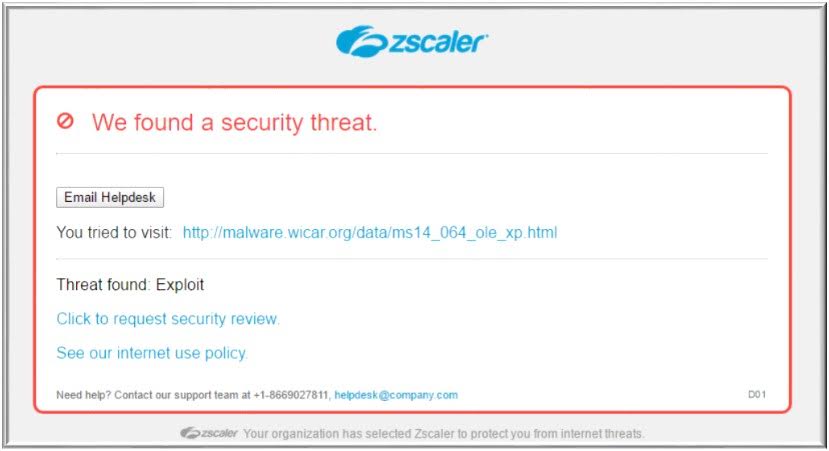 zscaler
We found a security threat.
Email Helpdesk
You tried to visit: http://malware.wicar.org/data/ms14_064_ole_xp.html
Threat found: Exploit
Click to request security review.
See our internet use policy.
Need help? Contact our support team at +1-8669027811, helpdesk@company.com D01
zscaler Your organization has selected Zscaler to protect you from internet threats.